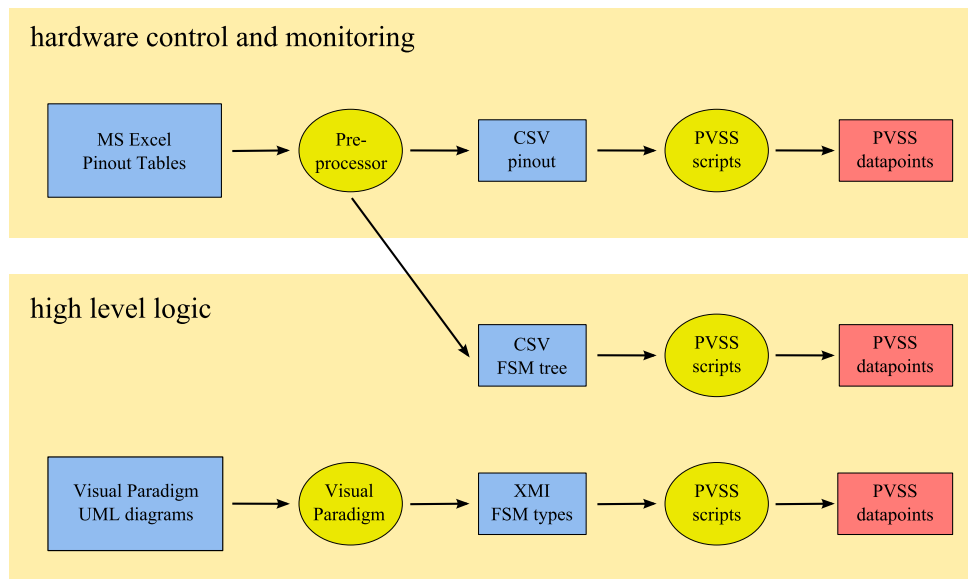 hardware control and monitoring
MS Excel
Pinout Tables
Pre-
processor
CSV
pinout
PVSS
scripts
PVSS
datapoints
high level logic
CSV
FSM tree
PVSS
scripts
PVSS
datapoints
Visual Paradigm
UML diagrams
Visual
Paradigm
XMI
FSM types
PVSS
scripts
PVSS
datapoints